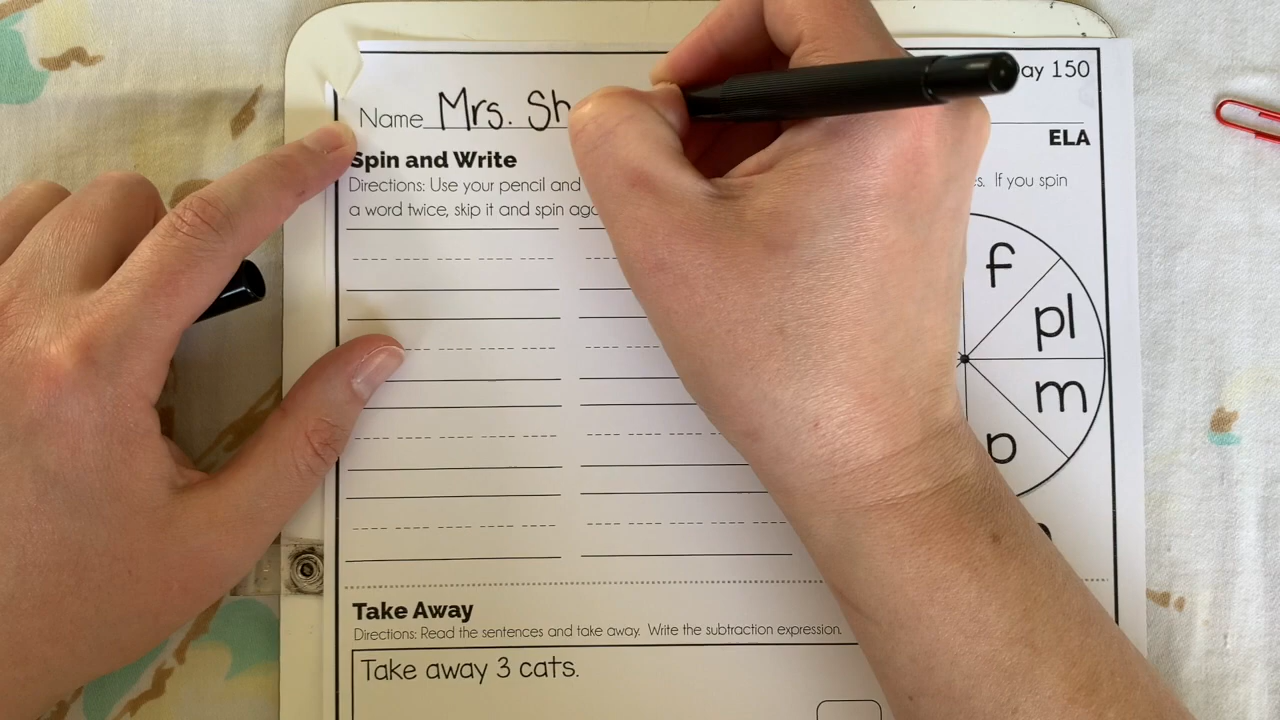 ay 150
Name Mrs. Sh
ELA
Spin and Write
Directions: Use your pencil and s. If you spin
a word twice, skip it and spin aga
f
pl
m
Take Away
Directions: Read the sentences and take away. Write the subtraction expression.
Take away 3 cats.